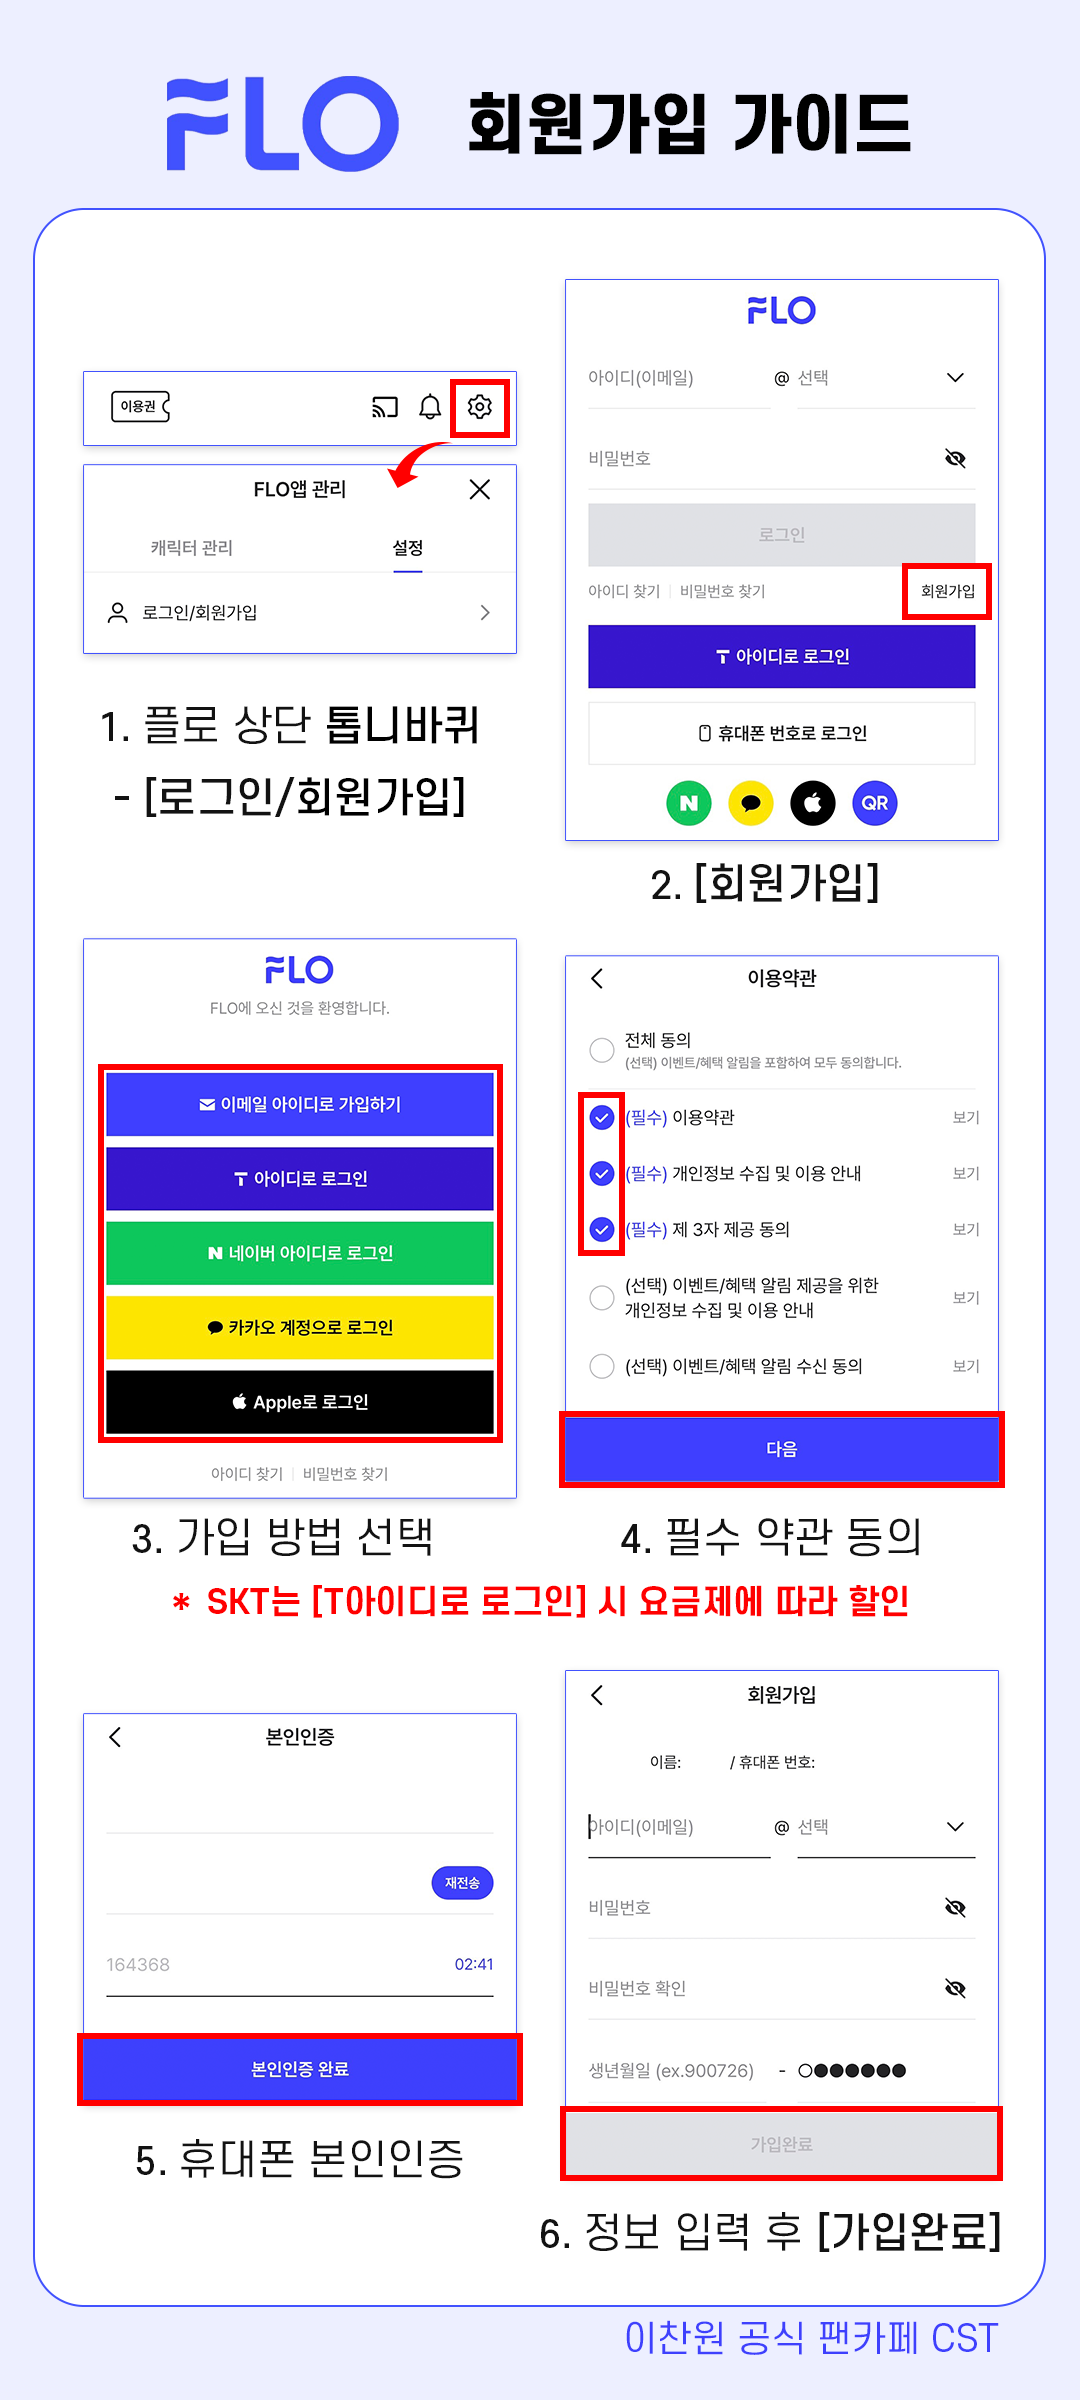 FLO 회원가입 가이드
이용권
FLO앱 관리
캐릭터 관리 설정
로그인/회원가입
1. 플로 상단 톱니바퀴
- [로그인/회원가입]
FLO
아이디(이메일) @ 선택
비밀번호
로그인
아이디 찾기 | 비밀번호 찾기 회원가입
T 아이디로 로그인
휴대폰 번호로 로그인
N QR
2. [회원가입]
FLO
FLO에 오신 것을 환영합니다.
이메일 아이디로 가입하기
T 아이디로 로그인
N 네이버 아이디로 로그인
카카오 계정으로 로그인
Apple로 로그인
아이디 찾기 | 비밀번호 찾기
3. 가입 방법 선택
이용약관
전체 동의
(선택) 이벤트/혜택 알림을 포함하여 모두 동의합니다.
(필수) 이용약관 보기
(필수) 개인정보 수집 및 이용 안내 보기
(필수) 제 3자 제공 동의 보기
(선택) 이벤트/혜택 알림 제공을 위한
개인정보 수집 및 이용 안내 보기
(선택) 이벤트/혜택 알림 수신 동의 보기
다음
4. 필수 약관 동의
* SKT는 [T아이디로 로그인] 시 요금제에 따라 할인
본인인증
재전송
164368 02:41
본인인증 완료
5. 휴대폰 본인인증
회원가입
이름: / 휴대폰 번호:
아이디(이메일) @ 선택
비밀번호
비밀번호 확인
생년월일 (ex.900726) - ○●●●●●●
가입완료
6. 정보 입력 후 [가입완료]
이찬원 공식 팬카페 CST